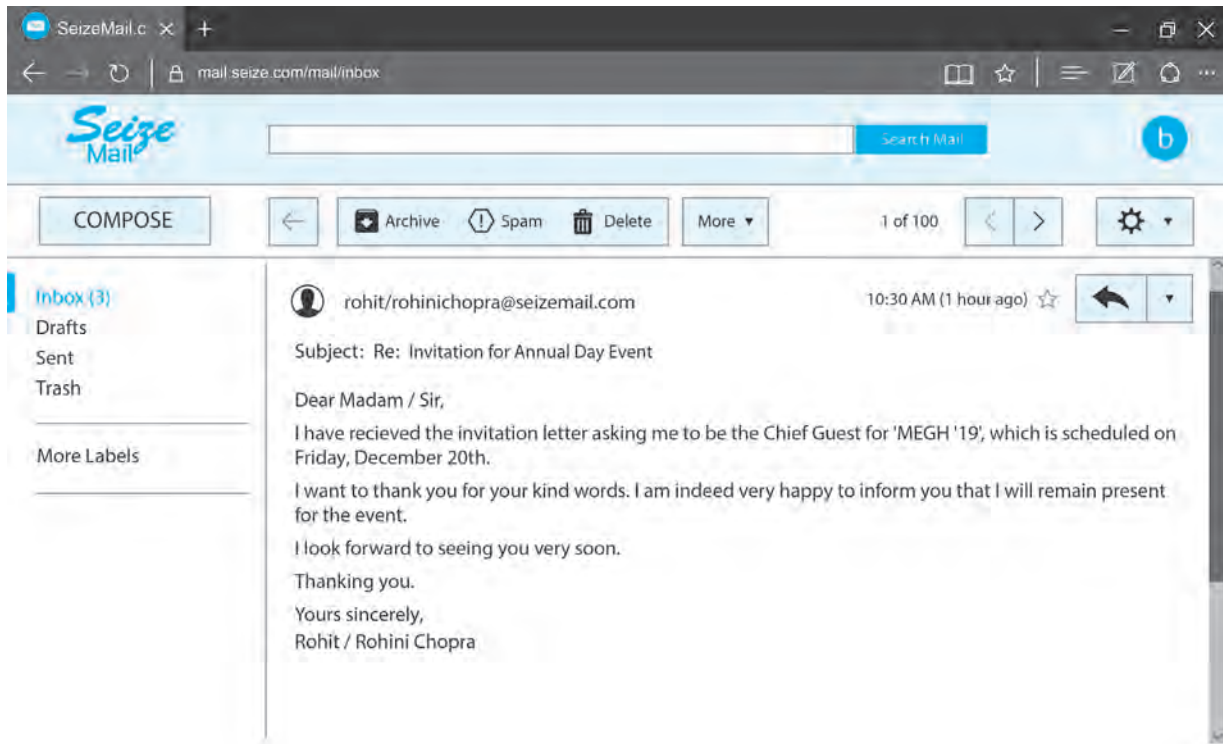 SeizeMail.c
mail.seize.com/mail/inbox
Seize
Mail
Search Mail
b
COMPOSE
Archive
Spam
Delete
More
1 of 100
Inbox (3)
Drafts
Sent
Trash
More Labels
rohit/rohinichopra@seizemail.com
10:30 AM (1 hour ago)
Subject: Re: Invitation for Annual Day Event
Dear Madam / Sir,
I have recieved the invitation letter asking me to be the Chief Guest for 'MEGH '19', which is scheduled on
Friday, December 20th.
I want to thank you for your kind words. I am indeed very happy to inform you that I will remain present
for the event.
I look forward to seeing you very soon.
Thanking you.
Yours sincerely,
Rohit / Rohini Chopra